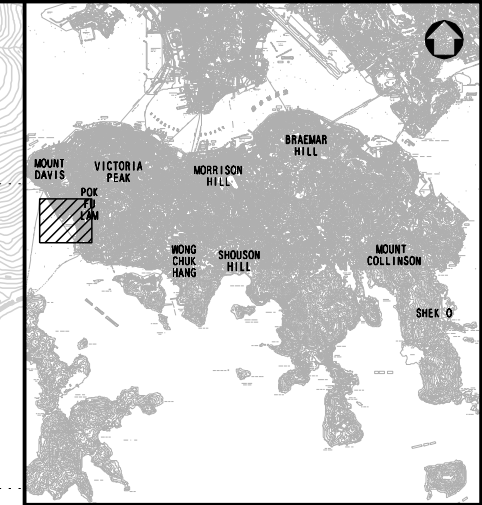 BRAEMAR
HILL
MOUNT
DAVIS
VICTORIA
PEAK
MORRISON
HILL
POK
FU
LAM
WONG
CHUK
HANG
SHOUSON
HILL
MOUNT
COLLINSON
SHEK O